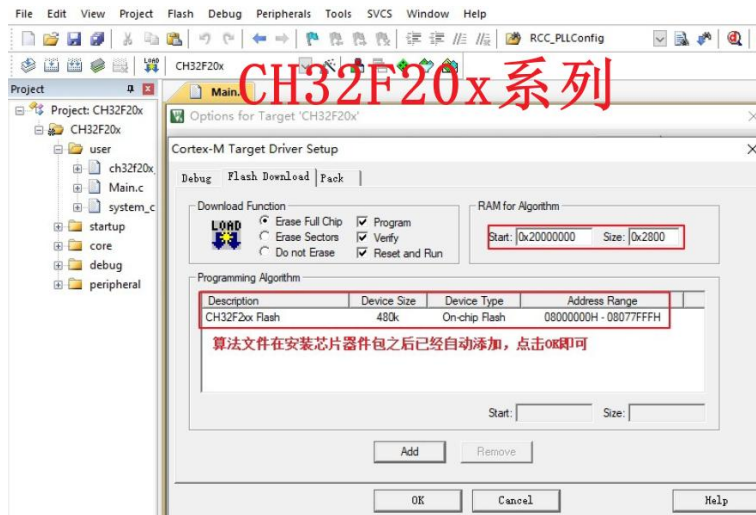 File Edit View Project Flash Debug Peripherals Tools SVCS Window Help
RCC_PLLConfig
LOAD CH32F20x
Project
Main.
CH32F20x系列
Project: CH32F20x
CH32F20x
user
ch32f20x
Main.c
system_c
startup
core
debug
peripheral
Options for Target 'CH32F20x'
Cortex-M Target Driver Setup
Debug Flash Download Pack
Download Function
LOAD
Erase Full Chip Program
Erase Sectors Verify
Do not Erase Reset and Run
RAM for Algorithm
Start: 0x20000000 Size: 0x2800
Programming Algorithm
Description Device Size Device Type Address Range
CH32F2xx Flash 480k On-chip Flash 08000000H - 08077FFFH
算法文件在安装芯片器件包之后已经自动添加，点击OK即可
Start: Size:
Add Remove
OK Cancel Help